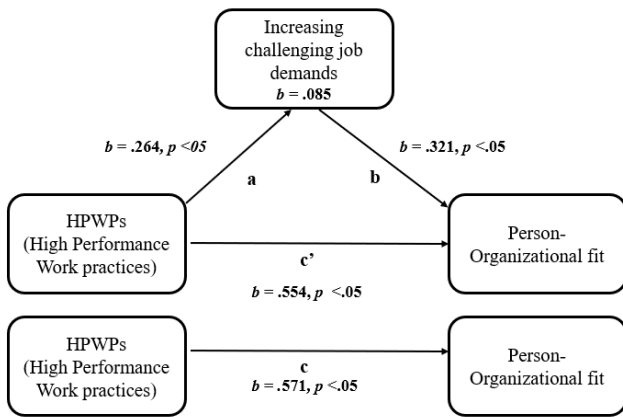 Increasing
challenging job
demands
b = .085
b = .264, p <05
b = .321, p <.05
a
b
HPWPs
(High Performance
Work practices)
c’
Person-
Organizational fit
b = .554, p <.05
HPWPs
(High Performance
Work practices)
c
Person-
Organizational fit
b = .571, p <.05